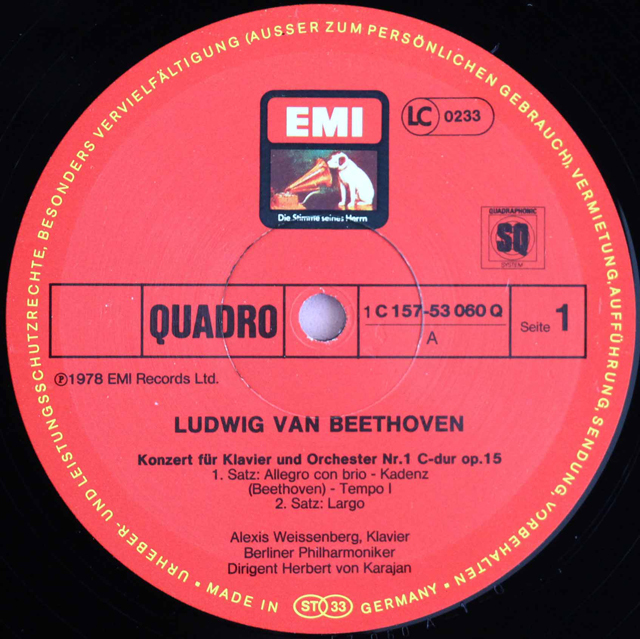 URHEBER- UND LEISTUNGSSCHUTZRECHTE, BESONDERS VERVIELFÄLTIGUNG (AUSSER ZUM PERSÖNLICHEN GEBRAUCH), VERMIETUNG, AUFFÜHRUNG, SENDUNG, VORBEHALTEN
EMI
LC 0233
Die Stimme seines Herrn
QUADRAPHONIC
SQ
SYSTEM
QUADRO
1 C 157-53 060 Q
A
Seite 1
℗1978 EMI Records Ltd.
LUDWIG VAN BEETHOVEN
Konzert für Klavier und Orchester Nr.1 C-dur op.15
1. Satz: Allegro con brio - Kadenz
(Beethoven) - Tempo I
2. Satz: Largo
Alexis Weissenberg, Klavier
Berliner Philharmoniker
Dirigent Herbert von Karajan
• MADE IN ST 33 GERMANY •